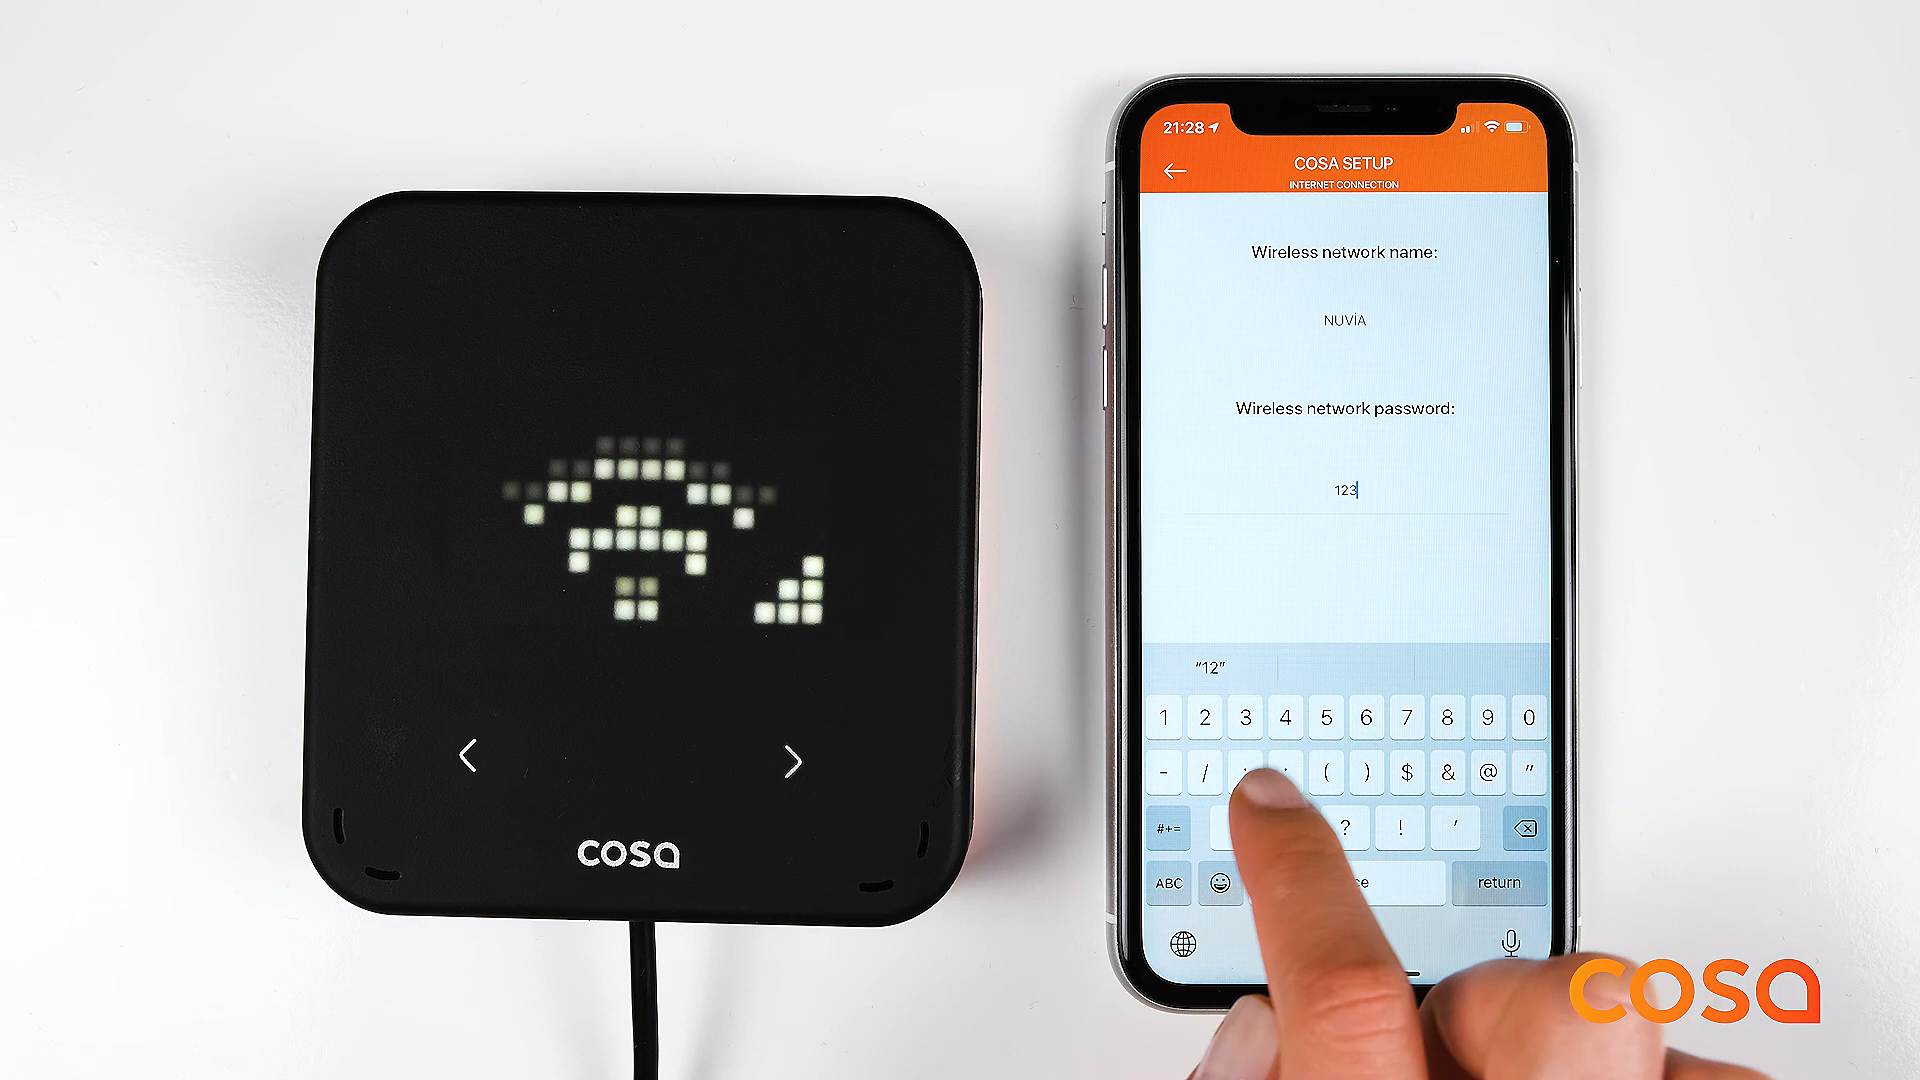 cosa
21:28
COSA SETUP
INTERNET CONNECTION
Wireless network name:
NUVİA
Wireless network password:
123
“12”
1 2 3 4 5 6 7 8 9 0
- / ( ) $ & @ ”
#+= ? ! ’
ABC return
cosa